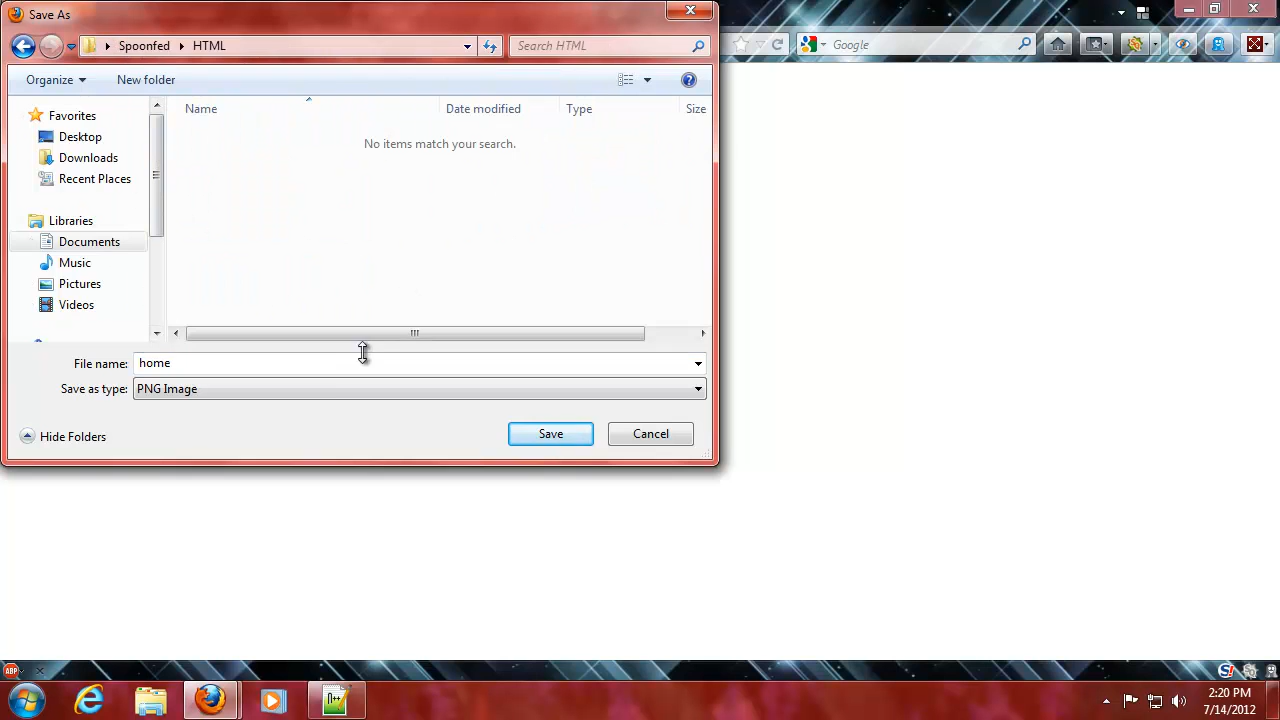 Save As
Spoonfed HTML
Search HTML
Google
Organize
New folder
Name
Date modified
Type
Size
No items match your search.
Favorites
Desktop
Downloads
Recent Places
Libraries
Documents
Music
Pictures
Videos
File name: home
Save as type: PNG Image
Hide Folders
Save
Cancel
ABP
S!
n++
2:20 PM
7/14/2012